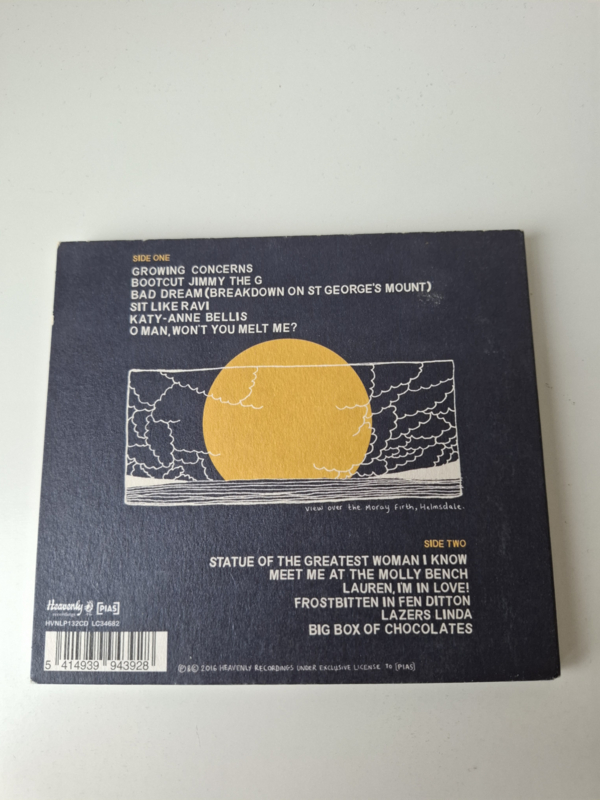 SIDE ONE
GROWING CONCERNS
BOOTCUT JIMMY THE G
BAD DREAM (BREAKDOWN ON ST GEORGE'S MOUNT)
SIT LIKE RAVI
KATY-ANNE BELLIS
O MAN, WON'T YOU MELT ME?
View over the Moray Firth, Helmsdale.
SIDE TWO
STATUE OF THE GREATEST WOMAN I KNOW
MEET ME AT THE MOLLY BENCH
LAUREN, I'M IN LOVE!
FROSTBITTEN IN FEN DITTON
LAZERS LINDA
BIG BOX OF CHOCOLATES
Heavenly [PIAS]
recordings
HVNLP132CD LC34682
5 414939 943928
℗&© 2016 HEAVENLY RECORDINGS UNDER EXCLUSIVE LICENSE TO [PIAS]